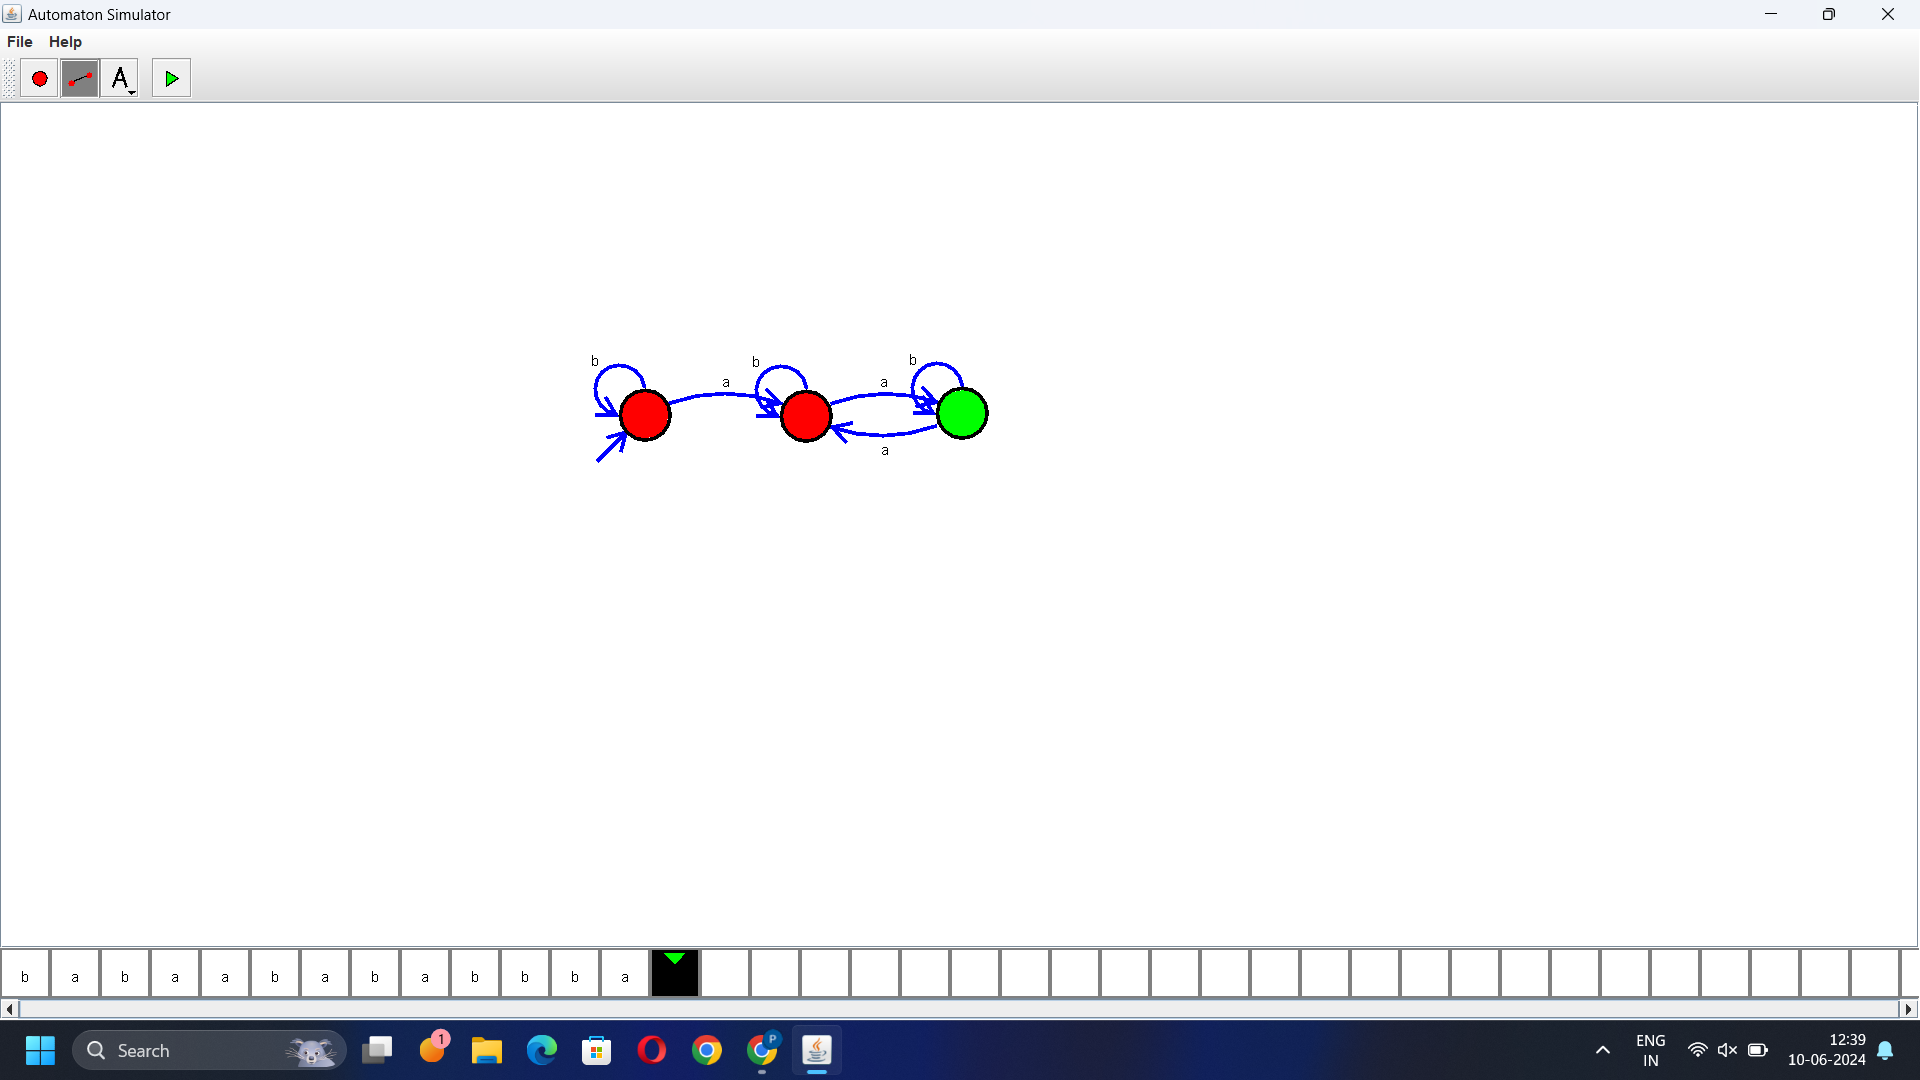 Automaton Simulator
File Help
A
b a b
a a
b b b
a
b a b a a b a b a b b b a
Search
1
P
ENG
IN
12:39
10-06-2024